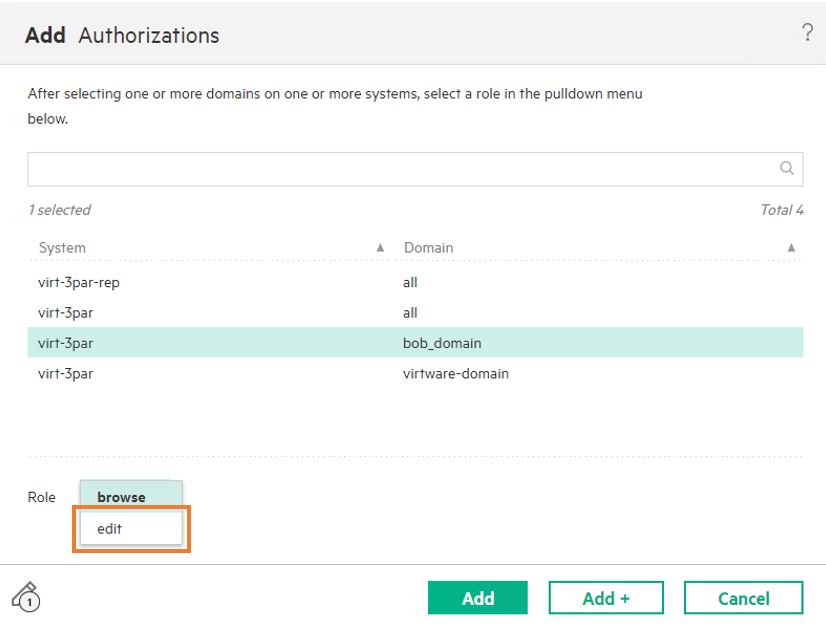 Add Authorizations ?
After selecting one or more domains on one or more systems, select a role in the pulldown menu
below.
1 selected Total 4
System ▲ Domain ▲
virt-3par-rep all
virt-3par all
virt-3par bob_domain
virt-3par virtware-domain
Role browse
edit
1 Add Add + Cancel